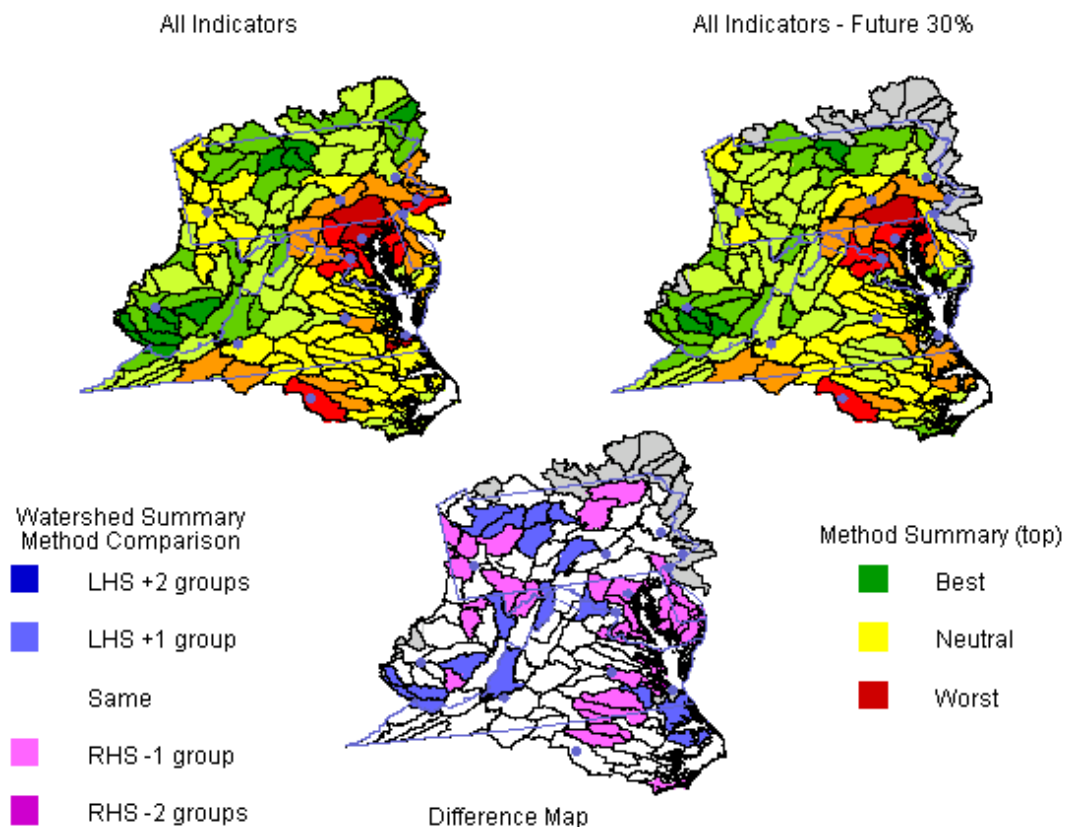 All Indicators
All Indicators - Future 30%
Watershed Summary
Method Comparison
LHS +2 groups
LHS +1 group
Same
RHS -1 group
RHS -2 groups
Method Summary (top)
Best
Neutral
Worst
Difference Map